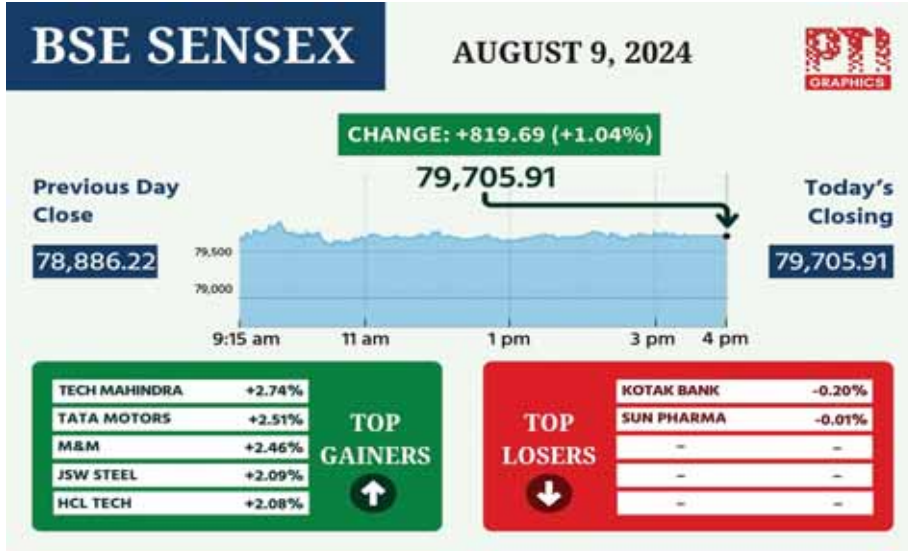 BSE SENSEX
AUGUST 9, 2024
PTI
GRAPHICS
CHANGE: +819.69 (+1.04%)
79,705.91
Previous Day
Close
78,886.22
Today's
Closing
79,705.91
79,500
79,000
9:15 am 11 am 1 pm 3 pm 4 pm
TECH MAHINDRA +2.74%
TATA MOTORS +2.51%
M&M +2.46%
JSW STEEL +2.09%
HCL TECH +2.08%
TOP
GAINERS
TOP
LOSERS
KOTAK BANK -0.20%
SUN PHARMA -0.01%
– –
– –
– –